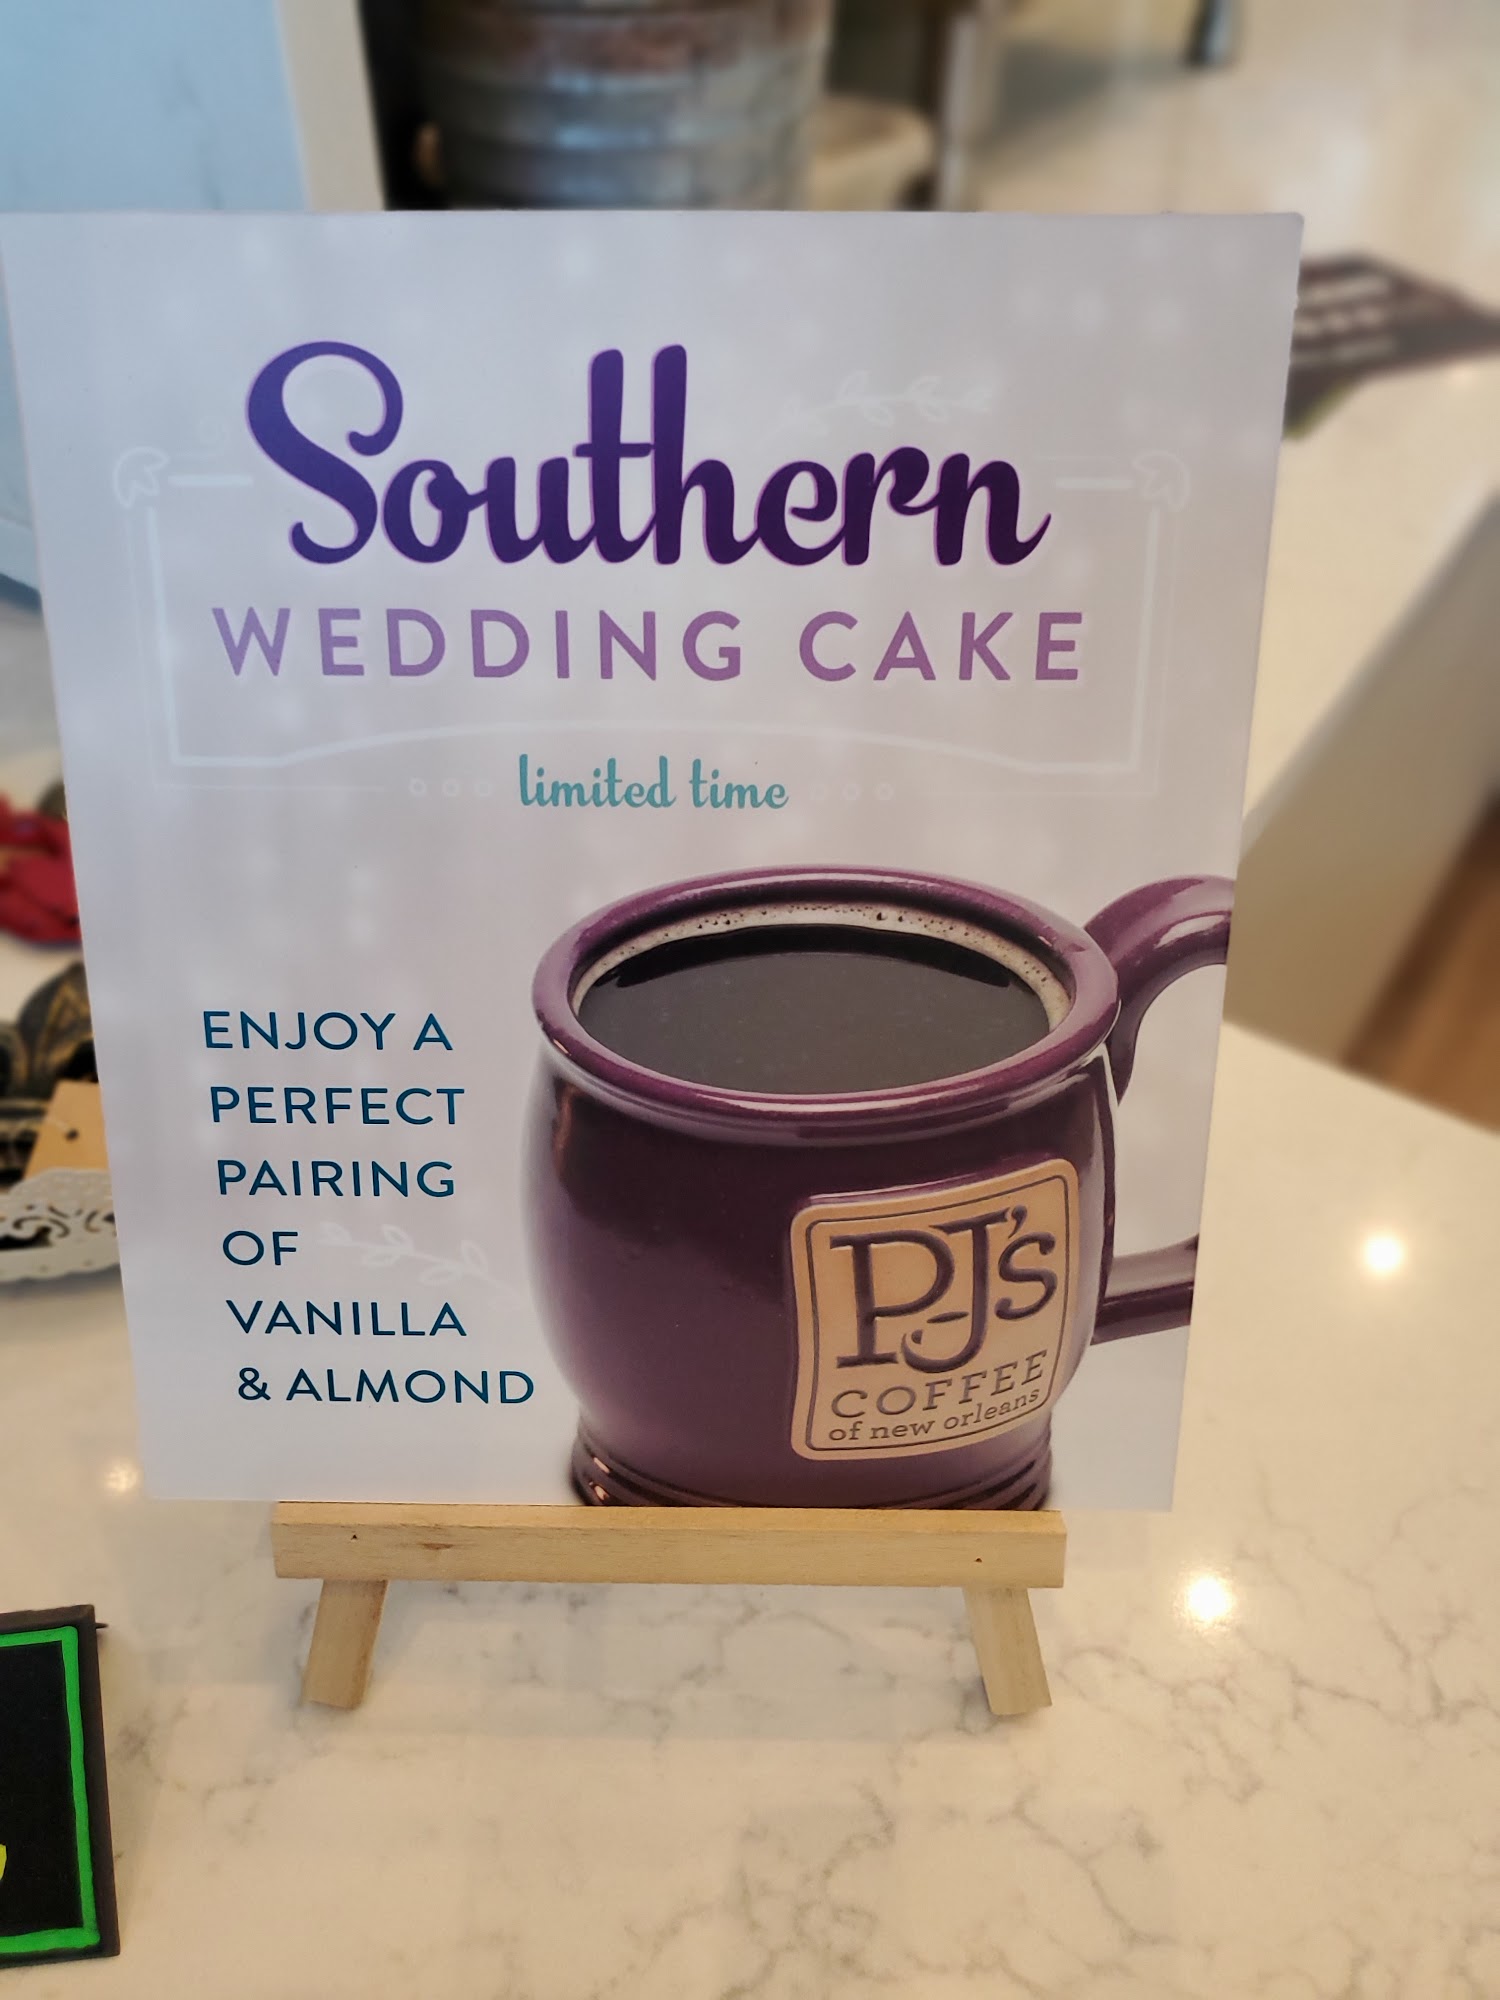 Southern
WEDDING CAKE
limited time
ENJOY A
PERFECT
PAIRING
OF
VANILLA
& ALMOND
PJ's
COFFEE
of new orleans